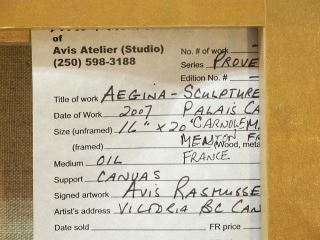 of
Avis Atelier (Studio)
(250) 598-3188
No. # of work
Series PROVE
Edition No. #
Title of work AEGINA - SCULPTURE
Date of Work 2007 PALAIS CA
Size (unframed) 16" x 20" CARNOLE M.
(framed) MENTON FR (Wood, meta
FRANCE
Medium OIL
Support CANVAS
Signed artwork AVIS RASMUSSE
Artist's address VICTORIA BC CAN
Date sold FR price